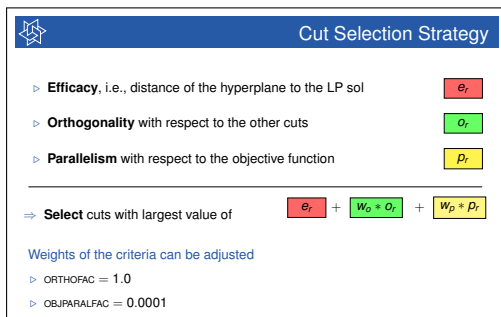 Cut Selection Strategy
▷ Efficacy, i.e., distance of the hyperplane to the LP sol e_r
▷ Orthogonality with respect to the other cuts o_r
▷ Parallelism with respect to the objective function p_r
⇒ Select cuts with largest value of e_r + w_o * o_r + w_p * p_r
Weights of the criteria can be adjusted
▷ ORTHOFAC = 1.0
▷ OBJPARALFAC = 0.0001